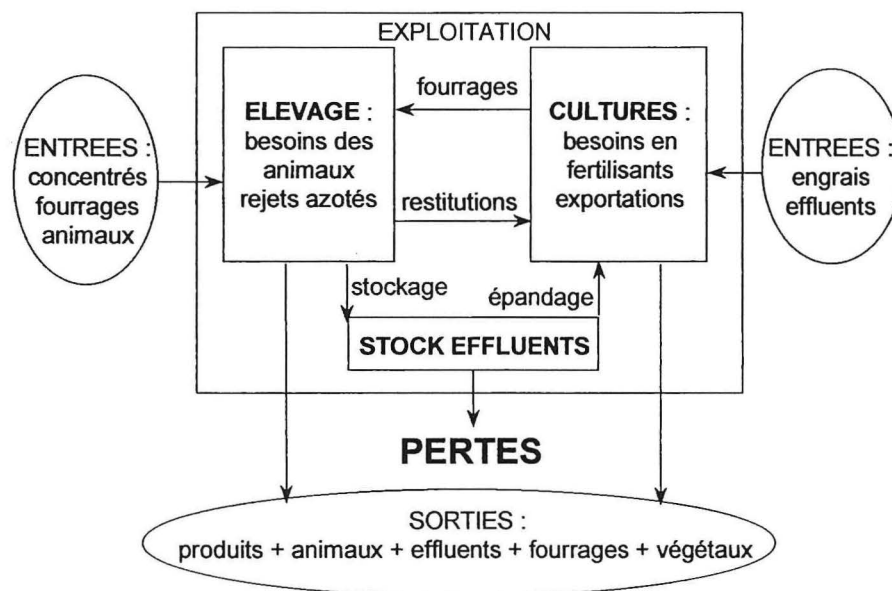 EXPLOITATION
ENTREES :
concentrés
fourrages
animaux
ELEVAGE :
besoins des
animaux
rejets azotés
fourrages
restitutions
CULTURES :
besoins en
fertilisants
exportations
ENTREES :
engrais
effluents
stockage
épandage
STOCK EFFLUENTS
PERTES
SORTIES :
produits + animaux + effluents + fourrages + végétaux